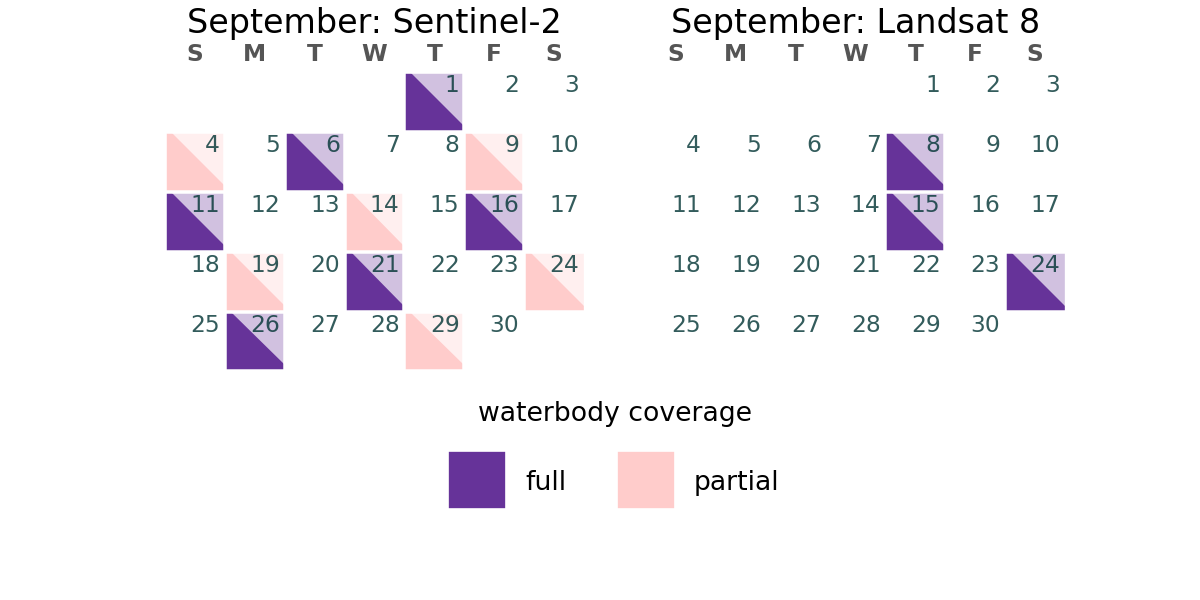 September: Sentinel-2
S M T W T F S
1 2 3
4 5 6 7 8 9 10
11 12 13 14 15 16 17
18 19 20 21 22 23 24
25 26 27 28 29 30
September: Landsat 8
S M T W T F S
1 2 3
4 5 6 7 8 9 10
11 12 13 14 15 16 17
18 19 20 21 22 23 24
25 26 27 28 29 30
waterbody coverage
full partial